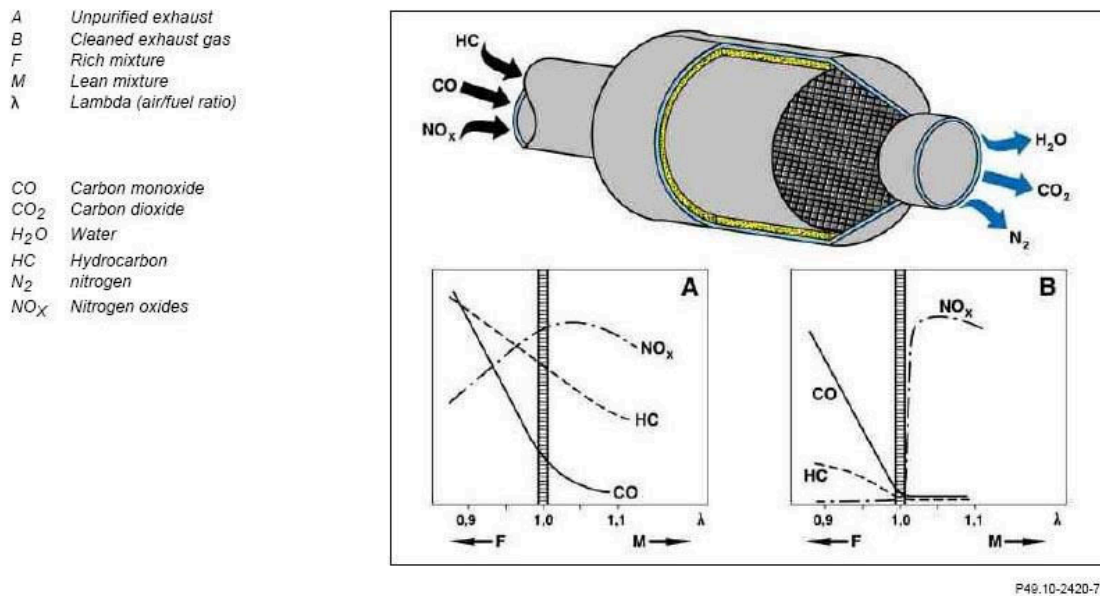 A Unpurified exhaust
B Cleaned exhaust gas
F Rich mixture
M Lean mixture
λ Lambda (air/fuel ratio)
CO Carbon monoxide
CO2 Carbon dioxide
H2O Water
HC Hydrocarbon
N2 nitrogen
NOX Nitrogen oxides
HC
CO
NOX
H2O
CO2
N2
A
NOX
HC
CO
0,9 1,0 1,1 λ
F M
B
NOX
CO
HC
0,9 1,0 1,1 λ
F M
P49.10-2420-7